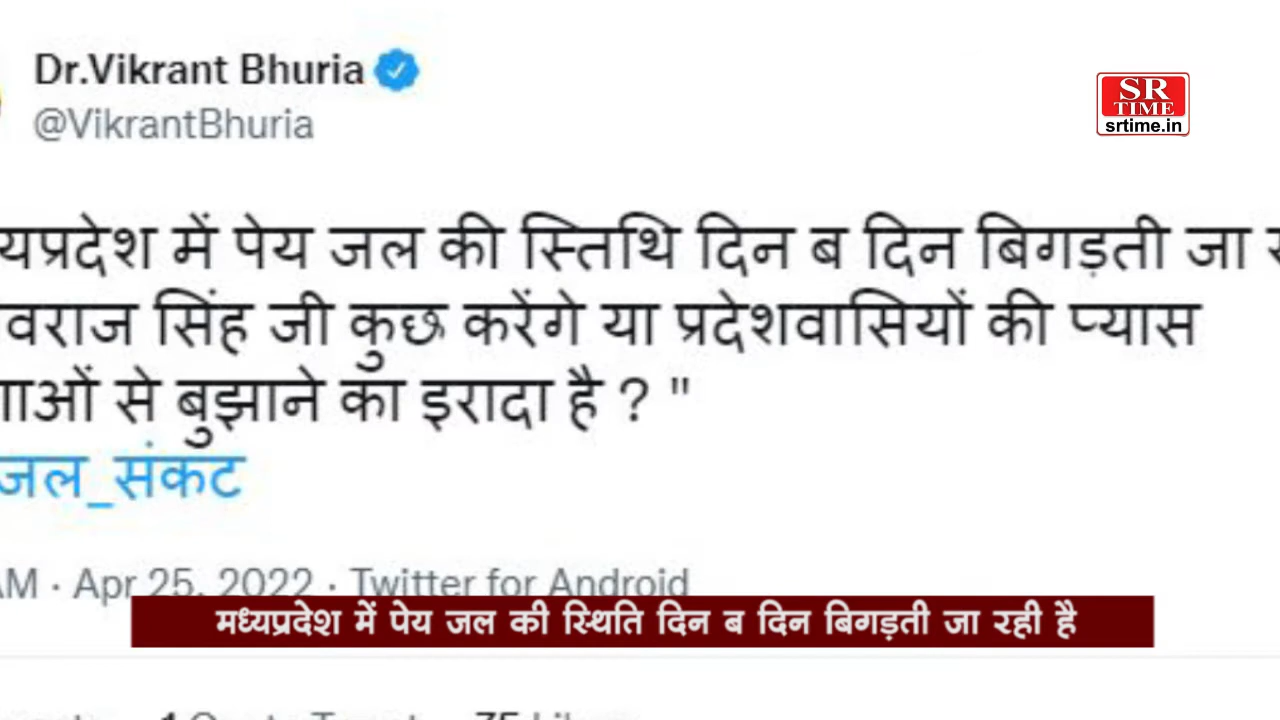 Dr.Vikrant Bhuria
@VikrantBhuria
SR
TIME
srtime.in
यप्रदेश में पेय जल की स्तिथि दिन ब दिन बिगड़ती जा
वराज सिंह जी कुछ करेंगे या प्रदेशवासियों की प्यास
ाओं से बुझाने का इरादा है ? "
जल_संकट
AM · Apr 25, 2022 · Twitter for Android
मध्यप्रदेश में पेय जल की स्थिति दिन ब दिन बिगड़ती जा रही है